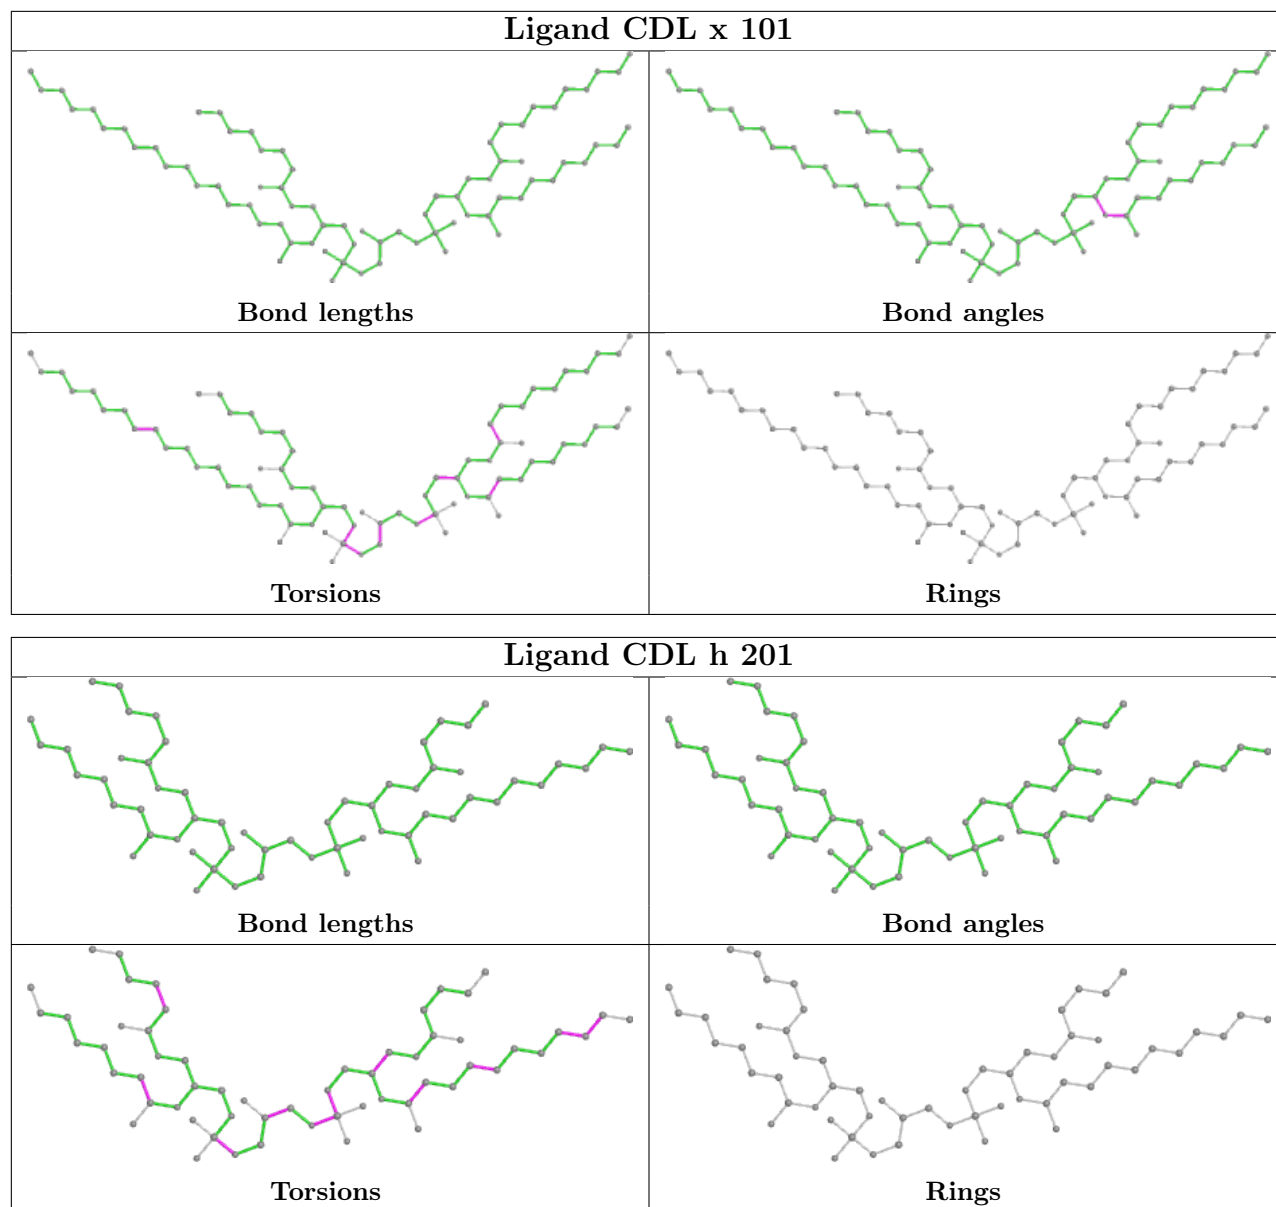 Ligand CDL x 101
Bond lengths
Bond angles
Torsions
Rings
Ligand CDL h 201
Bond lengths
Bond angles
Torsions
Rings